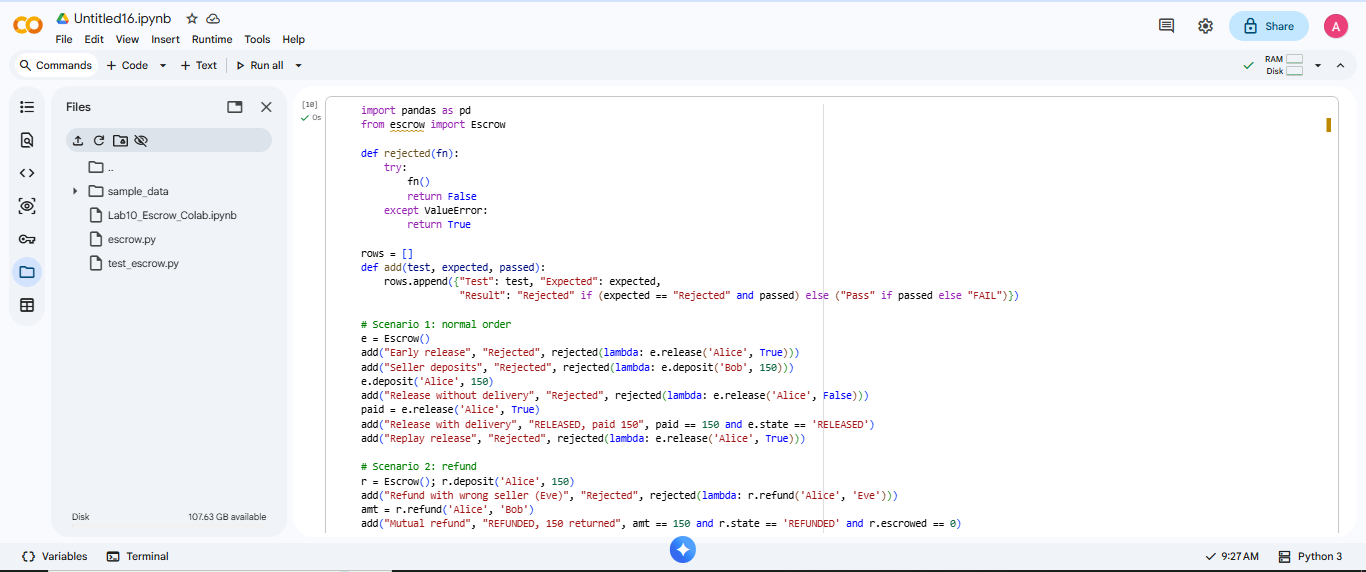 Untitled16.ipynb
File Edit View Insert Runtime Tools Help
Share
A
Commands + Code + Text Run all
RAM
Disk
Files
..
sample_data
Lab10_Escrow_Colab.ipynb
escrow.py
test_escrow.py
Disk 107.63 GB available
[10]
0s
import pandas as pd
from escrow import Escrow
def rejected(fn):
    try:
        fn()
        return False
    except ValueError:
        return True
rows = []
def add(test, expected, passed):
    rows.append({"Test": test, "Expected": expected,
                 "Result": "Rejected" if (expected == "Rejected" and passed) else ("Pass" if passed else "FAIL")})
# Scenario 1: normal order
e = Escrow()
add("Early release", "Rejected", rejected(lambda: e.release('Alice', True)))
add("Seller deposits", "Rejected", rejected(lambda: e.deposit('Bob', 150)))
e.deposit('Alice', 150)
add("Release without delivery", "Rejected", rejected(lambda: e.release('Alice', False)))
paid = e.release('Alice', True)
add("Release with delivery", "RELEASED, paid 150", paid == 150 and e.state == 'RELEASED')
add("Replay release", "Rejected", rejected(lambda: e.release('Alice', True)))
# Scenario 2: refund
r = Escrow(); r.deposit('Alice', 150)
add("Refund with wrong seller (Eve)", "Rejected", rejected(lambda: r.refund('Alice', 'Eve')))
amt = r.refund('Alice', 'Bob')
add("Mutual refund", "REFUNDED, 150 returned", amt == 150 and r.state == 'REFUNDED' and r.escrowed == 0)
Variables Terminal
9:27 AM Python 3